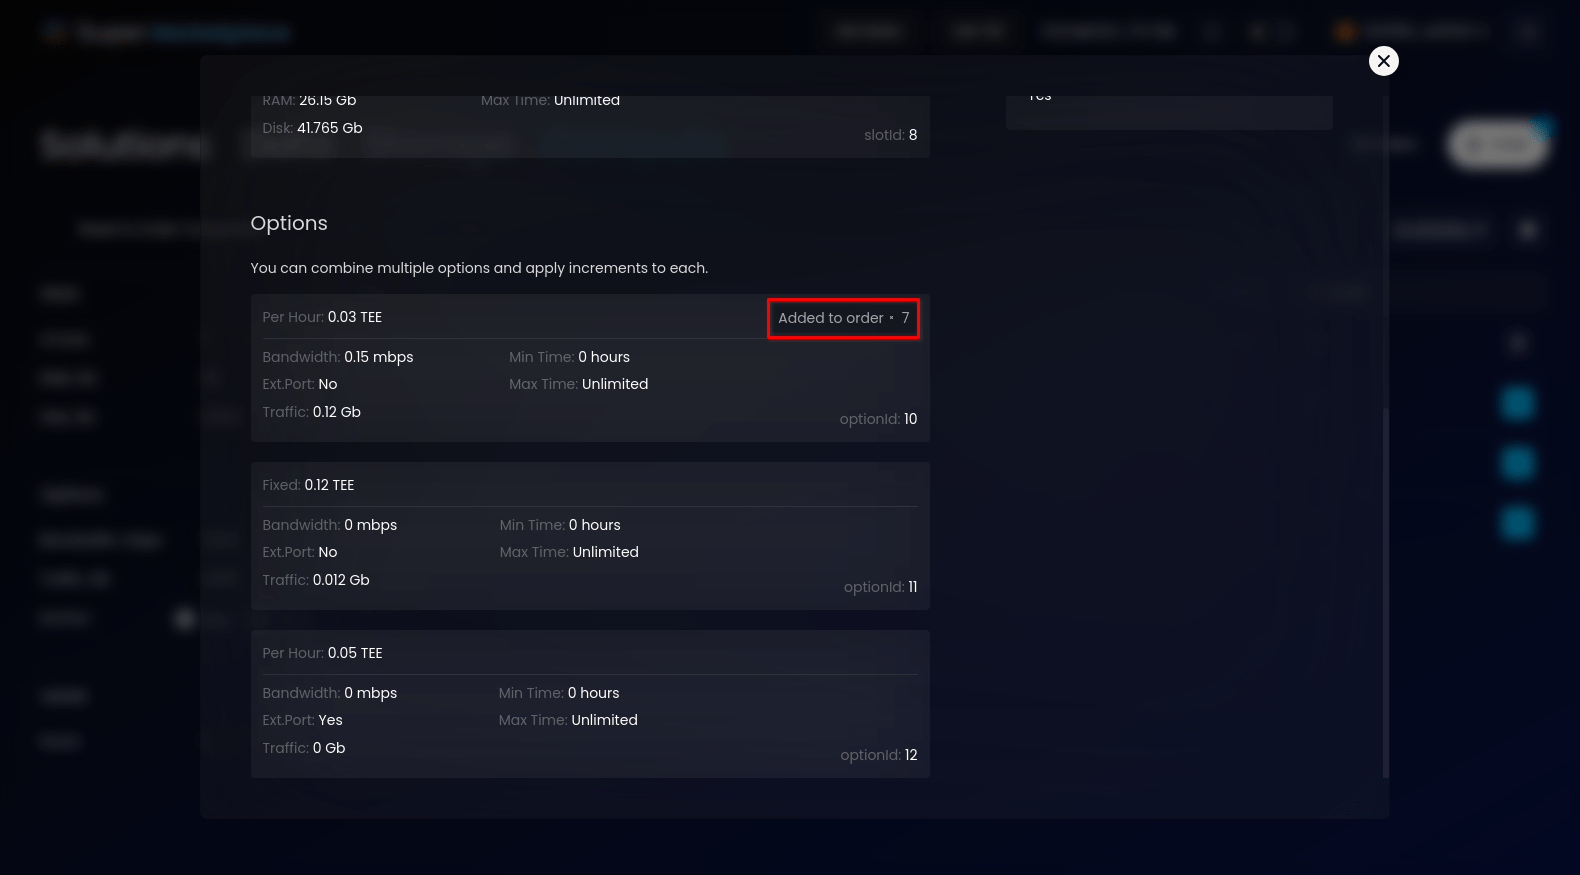 Super Marketplace
Solutions
RAM: 26.15 Gb
Max Time: Unlimited
Yes
Disk: 41.765 Gb
slotId: 8
Options
You can combine multiple options and apply increments to each.
Per Hour: 0.03 TEE
Added to order • 7
Bandwidth: 0.15 mbps
Min Time: 0 hours
Ext.Port: No
Max Time: Unlimited
Traffic: 0.12 Gb
optionId: 10
Fixed: 0.12 TEE
Bandwidth: 0 mbps
Min Time: 0 hours
Ext.Port: No
Max Time: Unlimited
Traffic: 0.012 Gb
optionId: 11
Per Hour: 0.05 TEE
Bandwidth: 0 mbps
Min Time: 0 hours
Ext.Port: Yes
Max Time: Unlimited
Traffic: 0 Gb
optionId: 12